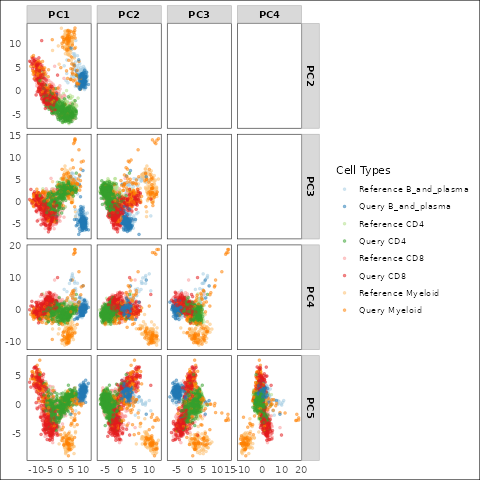 PC1 PC2 PC3 PC4
10
5
0
-5
PC2
15
10
5
0
-5
PC3
20
10
0
-10
PC4
5
0
-5
PC5
-10 -5 0 5 10 -5 0 5 10 -5 0 5 10 15 -10 0 10 20
Cell Types
Reference B_and_plasma
Query B_and_plasma
Reference CD4
Query CD4
Reference CD8
Query CD8
Reference Myeloid
Query Myeloid